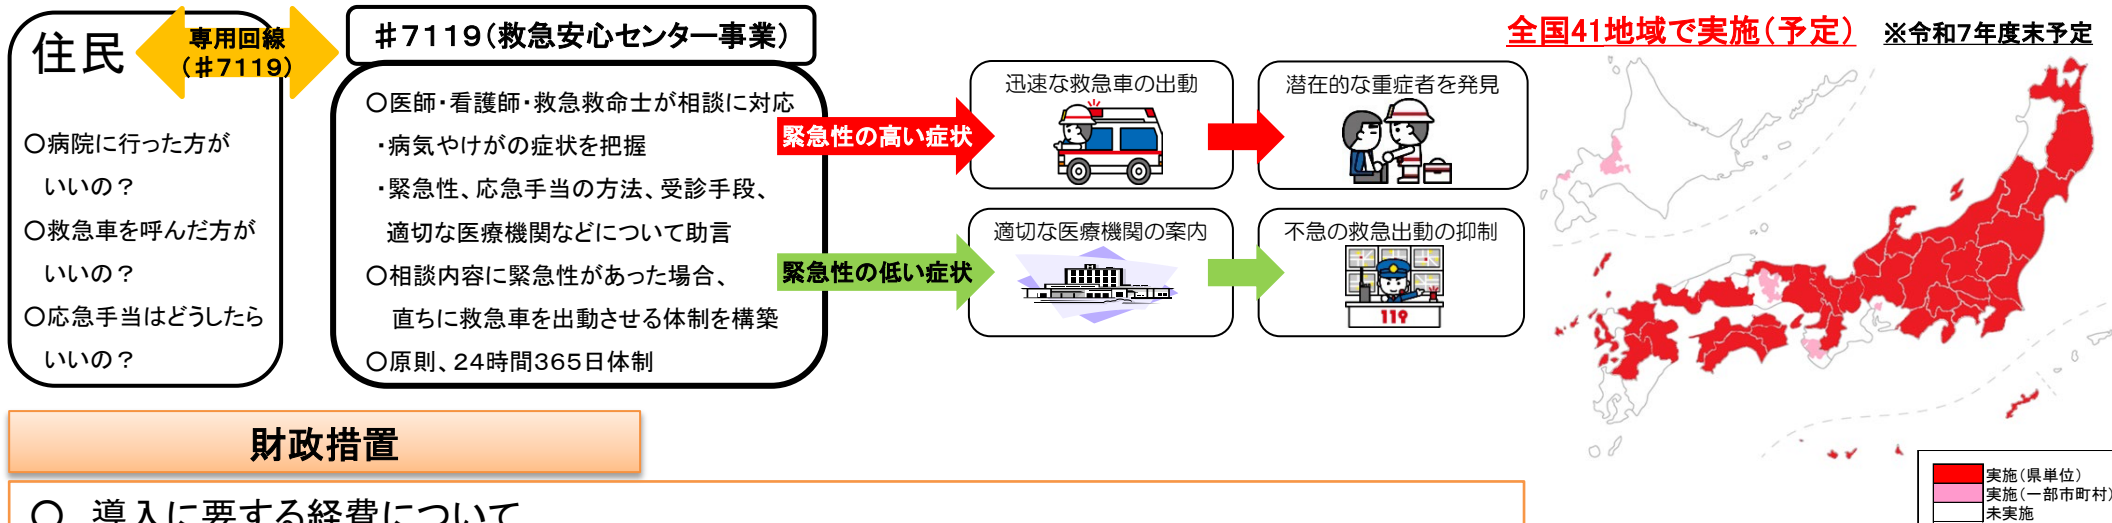 住民
専用回線
(♯7119)
○病院に行った方が
いいの？
○救急車を呼んだ方が
いいの？
○応急手当はどうしたら
いいの？
♯7119(救急安心センター事業)
○医師・看護師・救急救命士が相談に対応
・病気やけがの症状を把握
・緊急性、応急手当の方法、受診手段、
適切な医療機関などについて助言
○相談内容に緊急性があった場合、
直ちに救急車を出動させる体制を構築
○原則、24時間365日体制
緊急性の高い症状
迅速な救急車の出動
潜在的な重症者を発見
緊急性の低い症状
適切な医療機関の案内
不急の救急出動の抑制
119
全国41地域で実施(予定)
※令和7年度末予定
実施(県単位)
実施(一部市町村)
未実施
財政措置
○ 導入に要する経費について